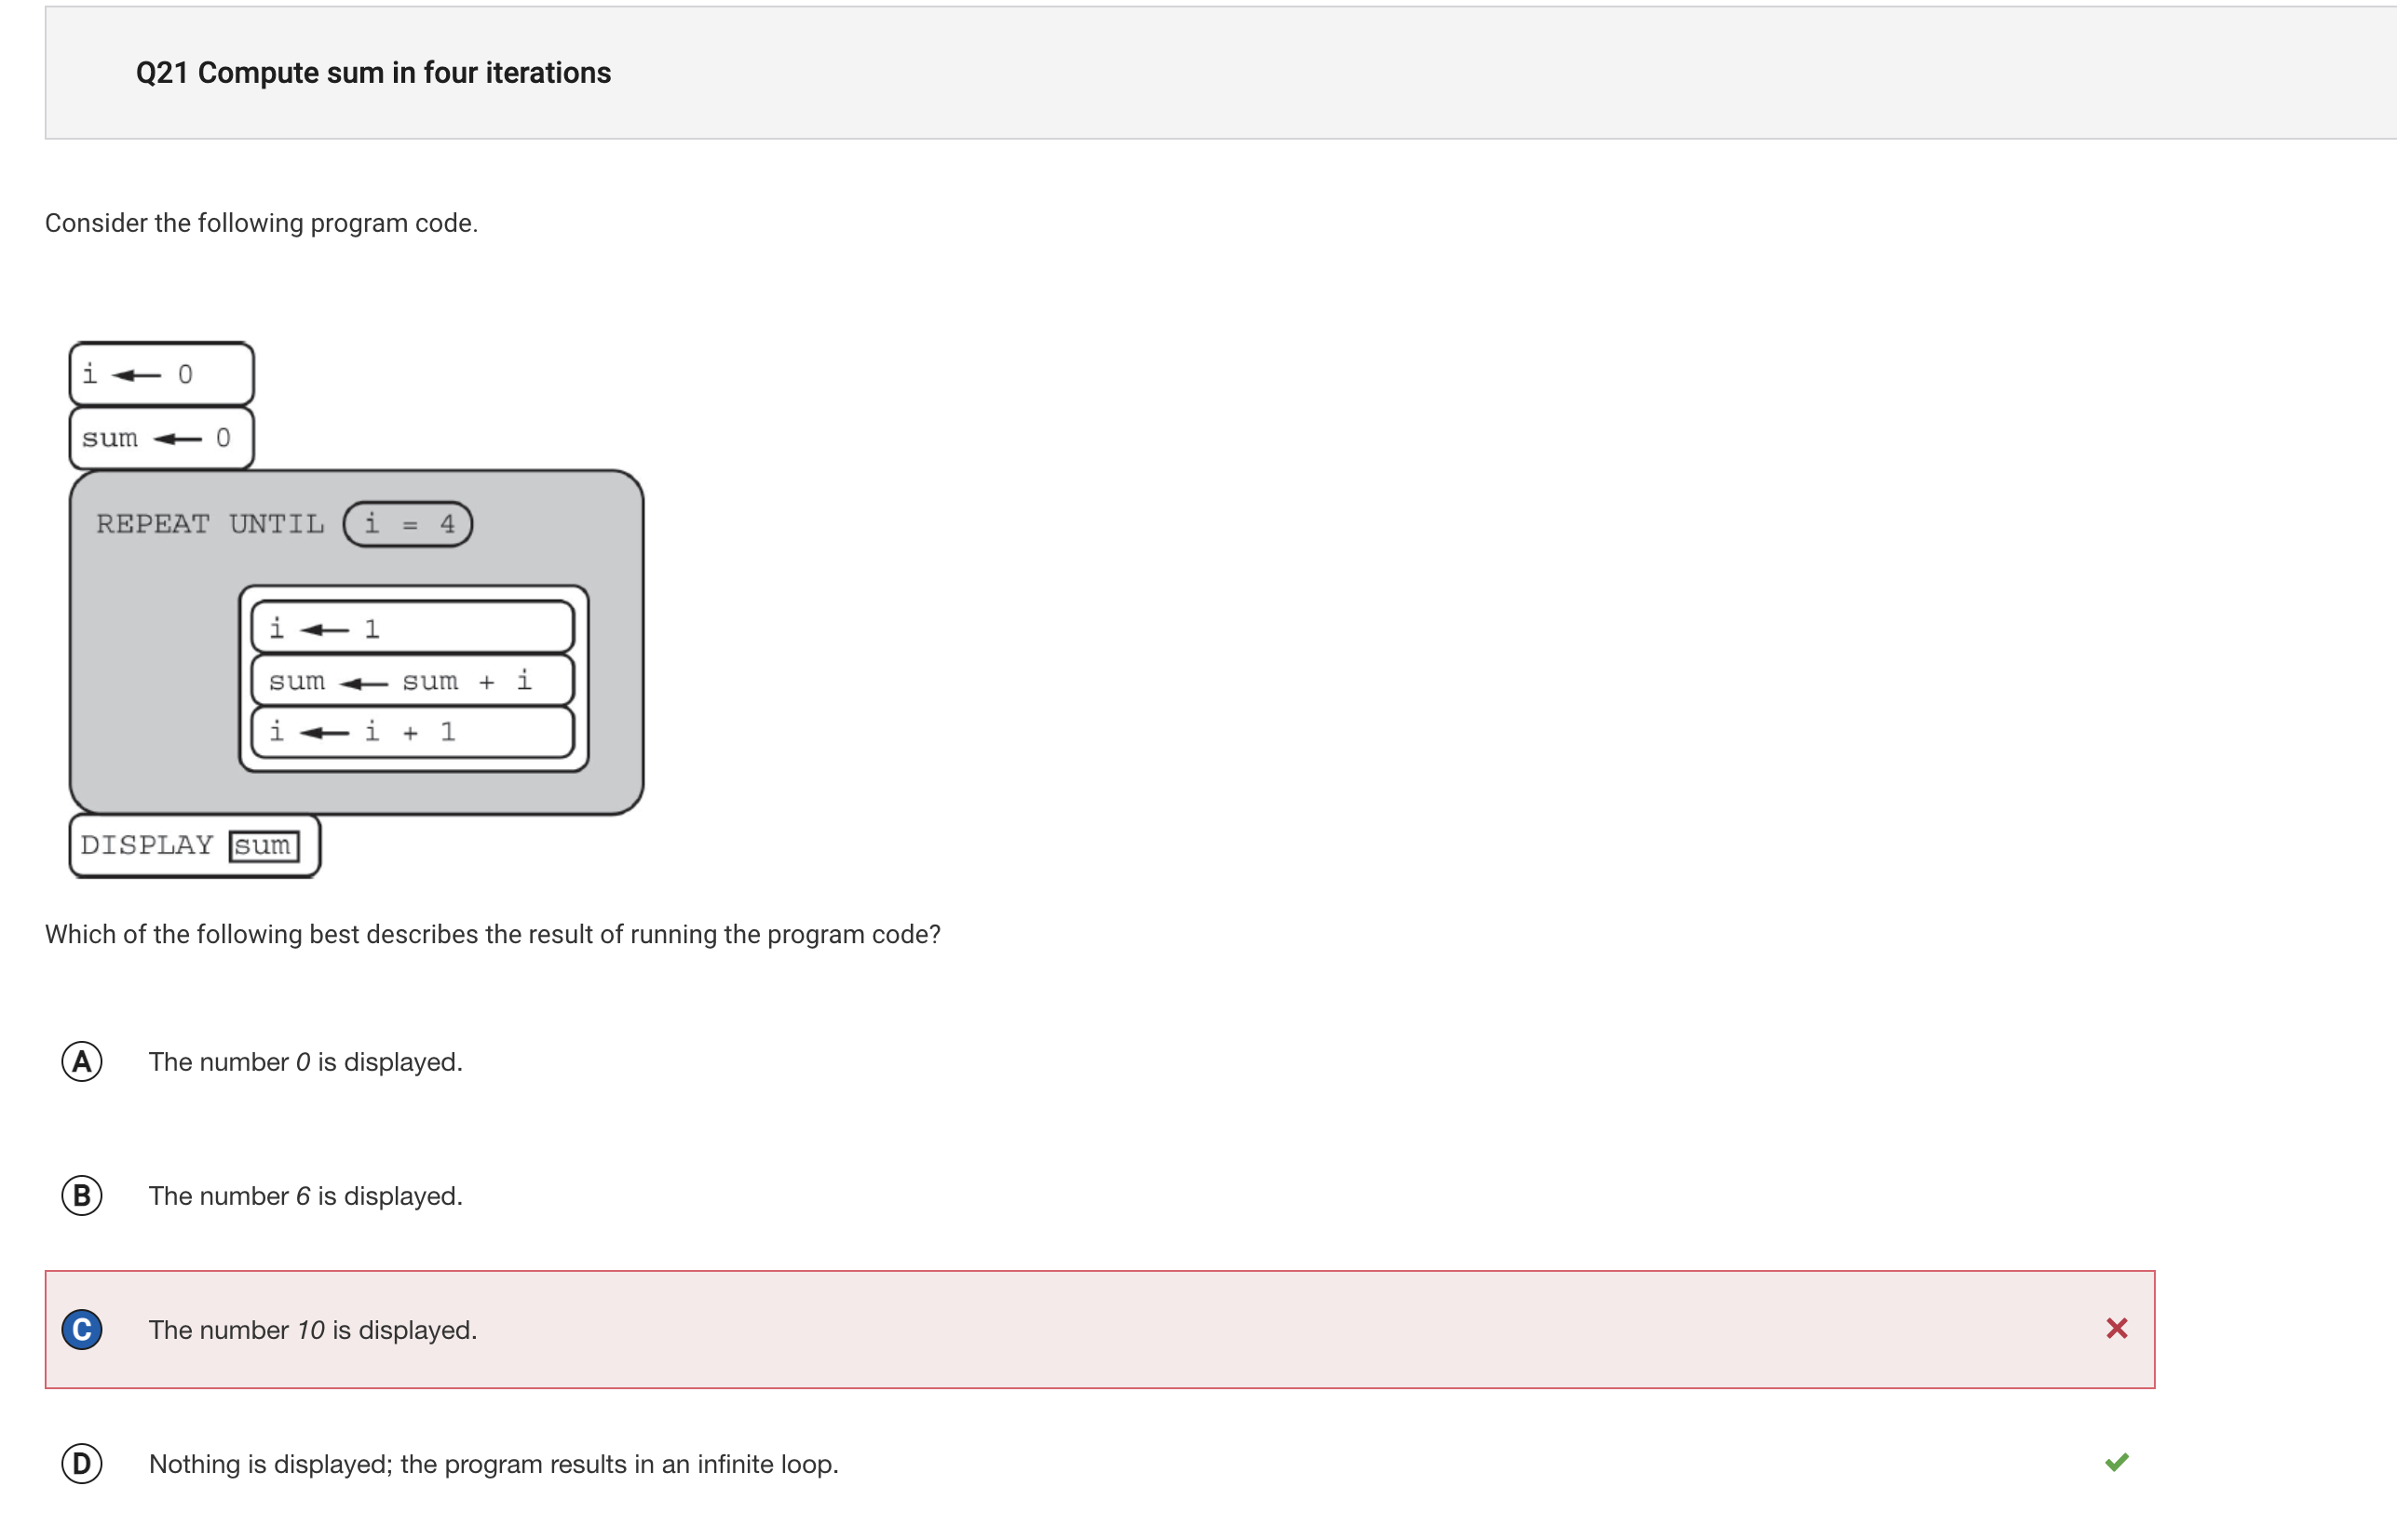 Q21 Compute sum in four iterations
Consider the following program code.
i ← 0
sum ← 0
REPEAT UNTIL i = 4
i ← 1
sum ← sum + i
i ← i + 1
DISPLAY sum
Which of the following best describes the result of running the program code?
A The number 0 is displayed.
B The number 6 is displayed.
C The number 10 is displayed.
D Nothing is displayed; the program results in an infinite loop.